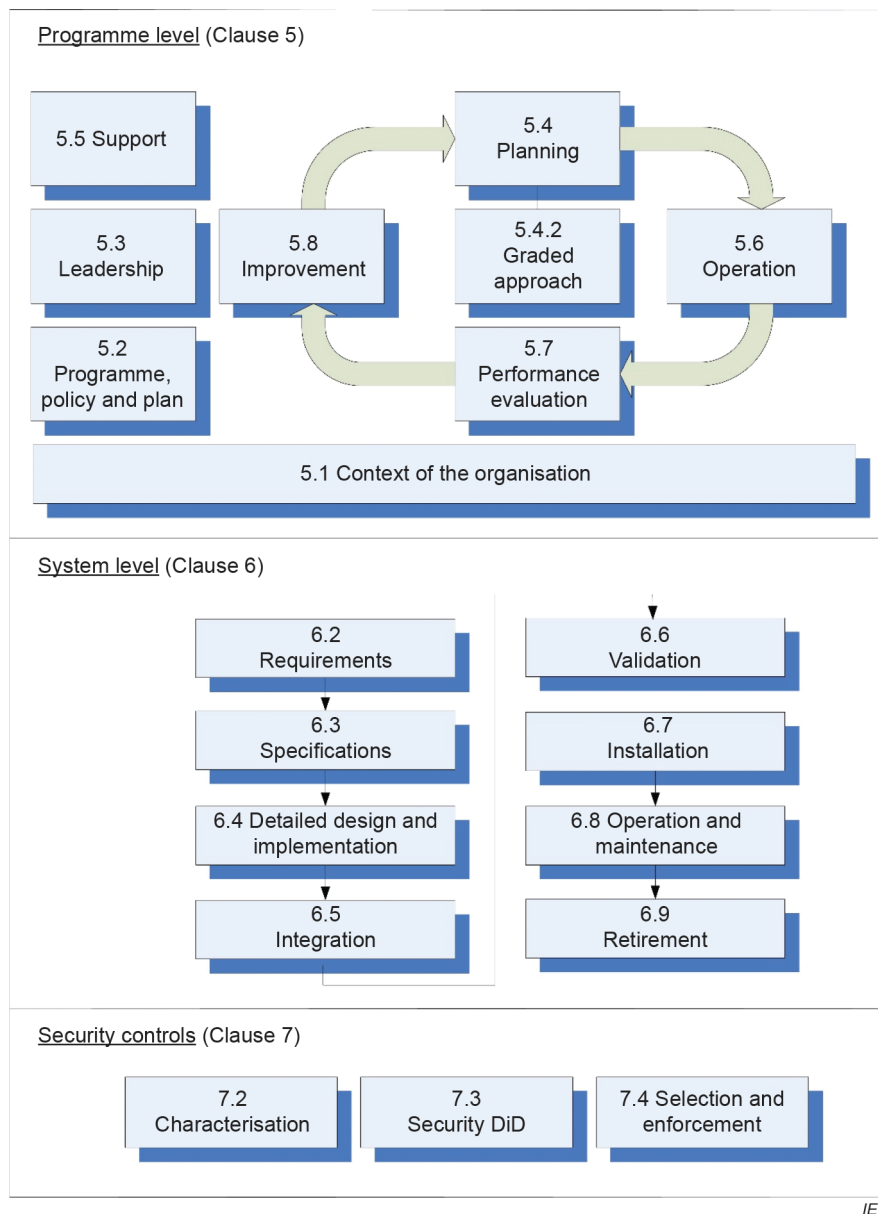 Programme level (Clause 5)
5.5 Support
5.4
Planning
5.3
Leadership
5.8
Improvement
5.4.2
Graded
approach
5.6
Operation
5.2
Programme,
policy and plan
5.7
Performance
evaluation
5.1 Context of the organisation
System level (Clause 6)
6.2
Requirements
6.3
Specifications
6.4 Detailed design and
implementation
6.5
Integration
6.6
Validation
6.7
Installation
6.8 Operation and
maintenance
6.9
Retirement
Security controls (Clause 7)
7.2
Characterisation
7.3
Security DiD
7.4 Selection and
enforcement
IE